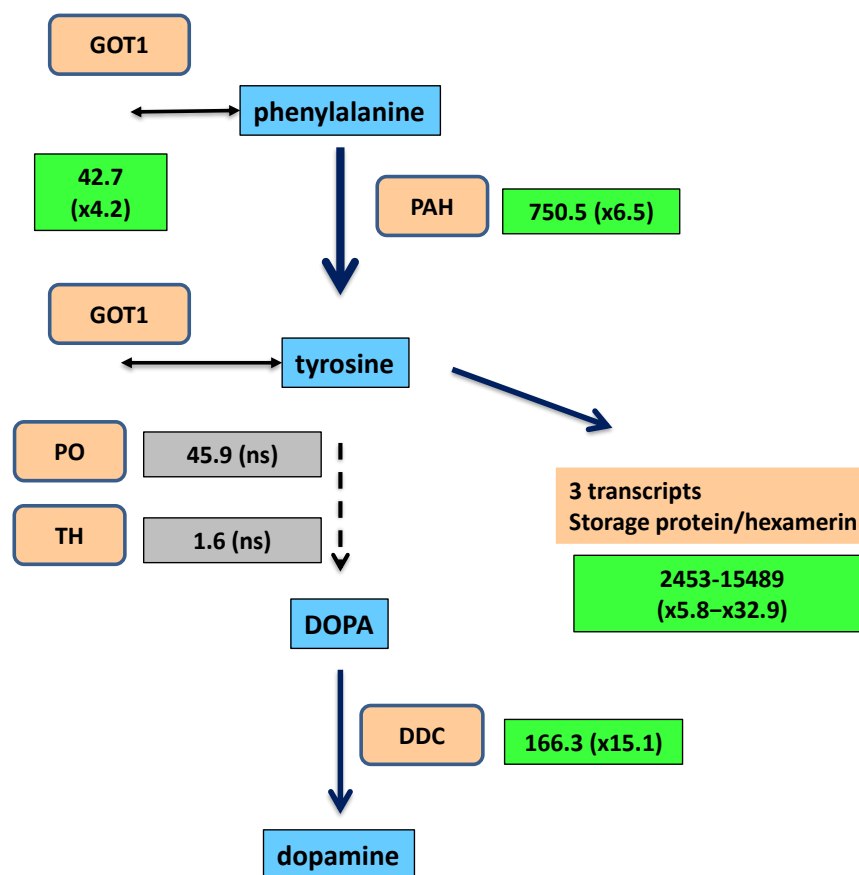 GOT1
phenylalanine
42.7
(x4.2)
PAH
750.5 (x6.5)
GOT1
tyrosine
PO
45.9 (ns)
TH
1.6 (ns)
3 transcripts
Storage protein/hexamerin
2453-15489
(x5.8–x32.9)
DOPA
DDC
166.3 (x15.1)
dopamine